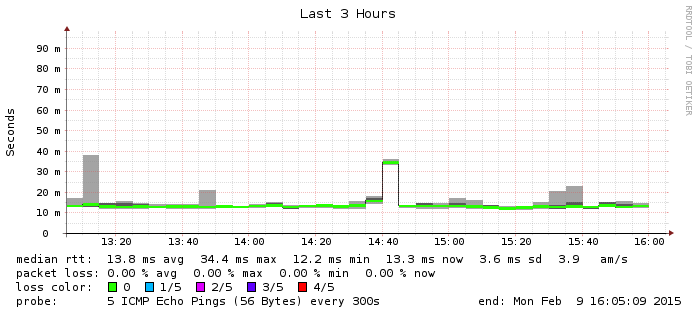 Last 3 Hours
RRDTOOL / TOBI OETIKER
Seconds
90 m
80 m
70 m
60 m
50 m
40 m
30 m
20 m
10 m
0
13:20 13:40 14:00 14:20 14:40 15:00 15:20 15:40 16:00
median rtt: 13.8 ms avg 34.4 ms max 12.2 ms min 13.3 ms now 3.6 ms sd 3.9 am/s
packet loss: 0.00 % avg 0.00 % max 0.00 % min 0.00 % now
loss color: 0 1/5 2/5 3/5 4/5
probe: 5 ICMP Echo Pings (56 Bytes) every 300s end: Mon Feb 9 16:05:09 2015